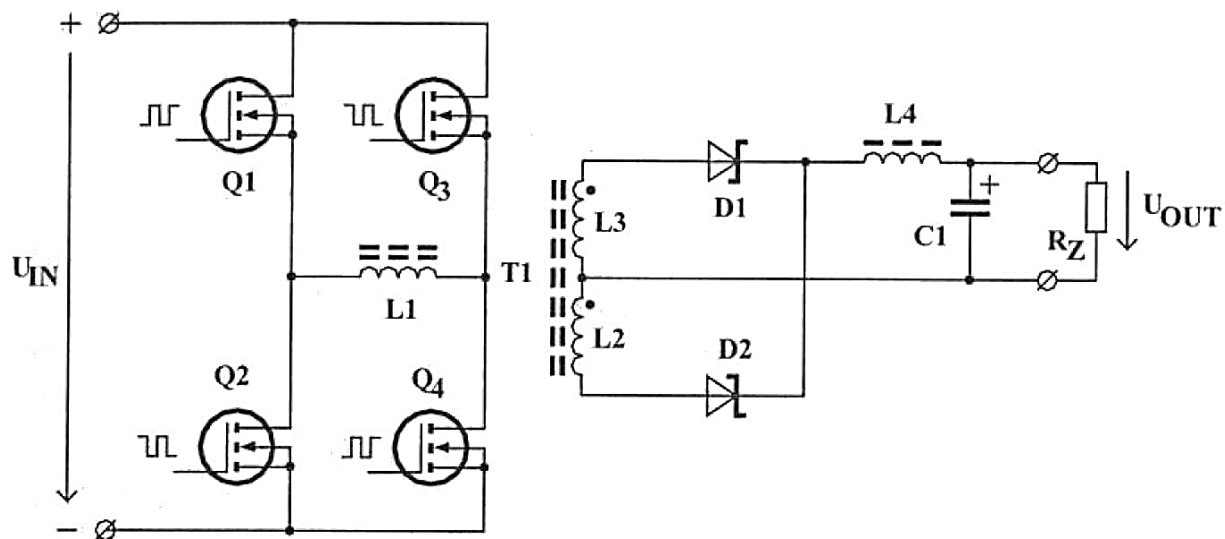 +
Q1
Q3
UIN
L1
T1
Q2
Q4
−
L3
L2
D1
D2
L4
+
C1
RZ
UOUT